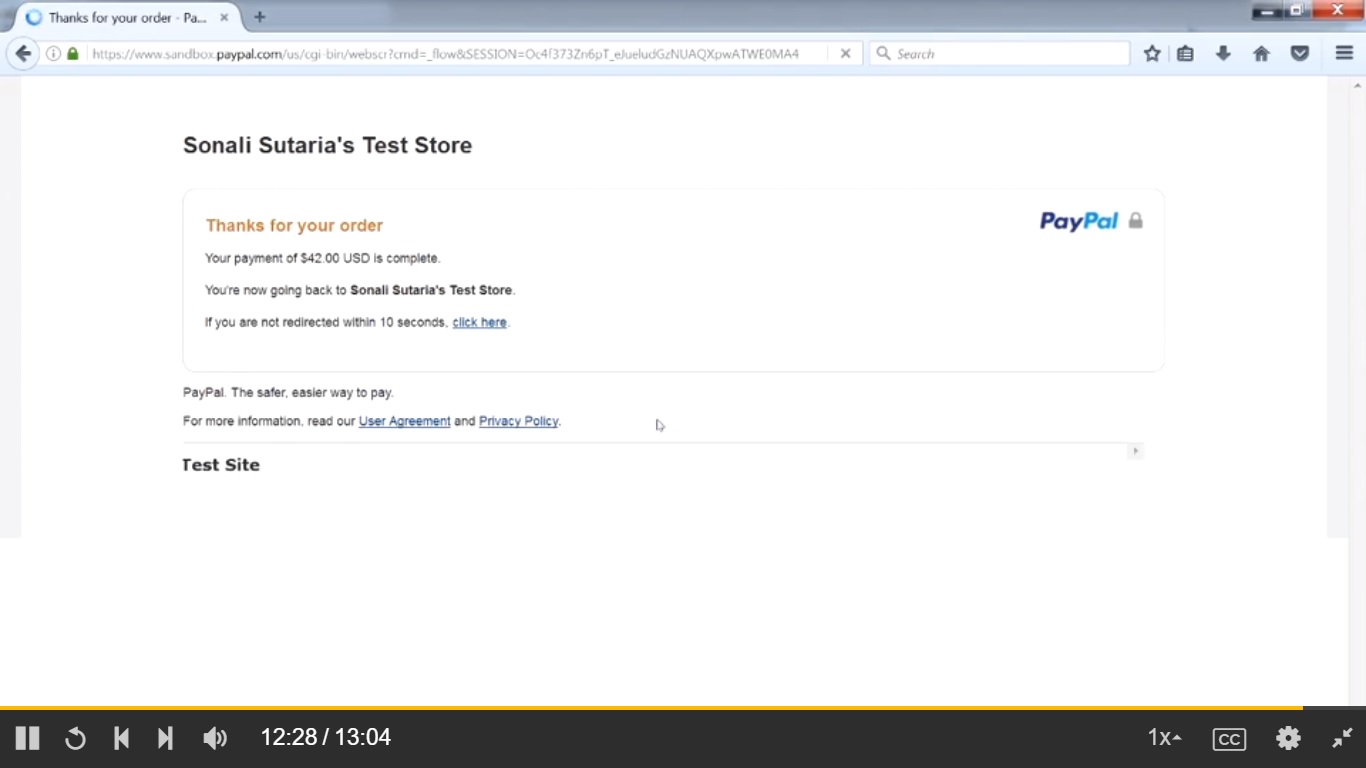 Thanks for your order - Pa...
https://www.sandbox.paypal.com/us/cgi-bin/webscr?cmd=_flow&SESSION=Oc4f373Zn6pT_eJueludGzNUAQXpwATWE0MA4
Search
Sonali Sutaria's Test Store
Thanks for your order
PayPal
Your payment of $42.00 USD is complete.
You're now going back to Sonali Sutaria's Test Store.
If you are not redirected within 10 seconds, click here.
PayPal. The safer, easier way to pay.
For more information, read our User Agreement and Privacy Policy.
Test Site
12:28 / 13:04
1x
CC